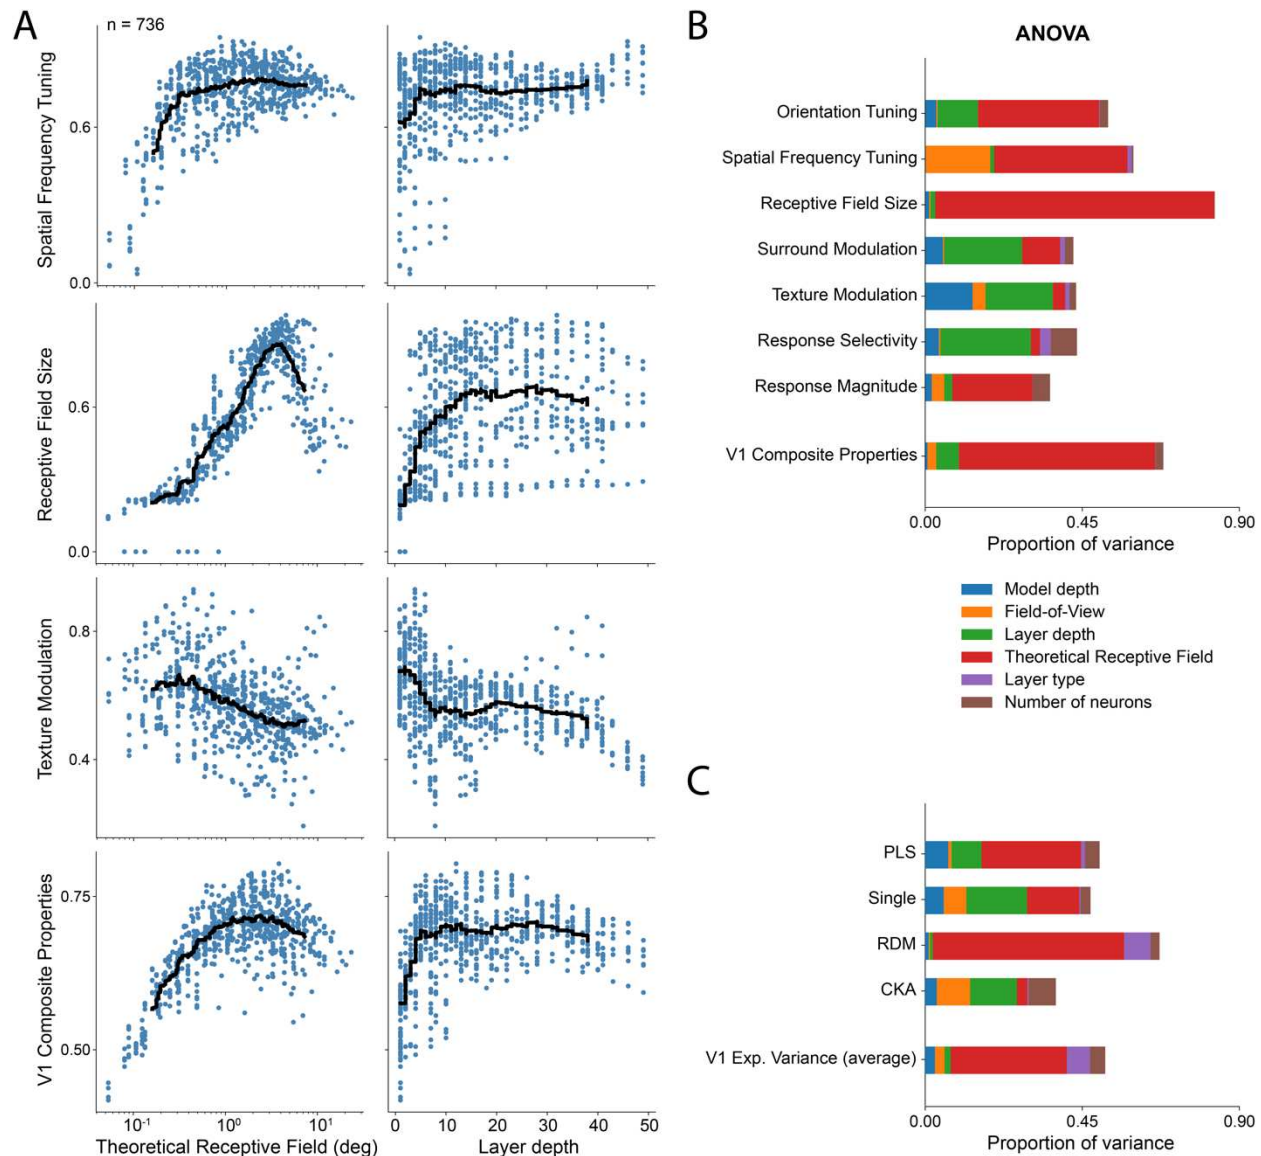 A
n = 736
Spatial Frequency Tuning
0.6
0.0
Receptive Field Size
0.6
0.0
Texture Modulation
0.8
0.4
V1 Composite Properties
0.75
0.50
10⁻¹ 10⁰ 10¹
Theoretical Receptive Field (deg)
0 10 20 30 40 50
Layer depth
B
ANOVA
Orientation Tuning
Spatial Frequency Tuning
Receptive Field Size
Surround Modulation
Texture Modulation
Response Selectivity
Response Magnitude
V1 Composite Properties
0.00 0.45 0.90
Proportion of variance
Model depth
Field-of-View
Layer depth
Theoretical Receptive Field
Layer type
Number of neurons
C
PLS
Single
RDM
CKA
V1 Exp. Variance (average)
0.00 0.45 0.90
Proportion of variance